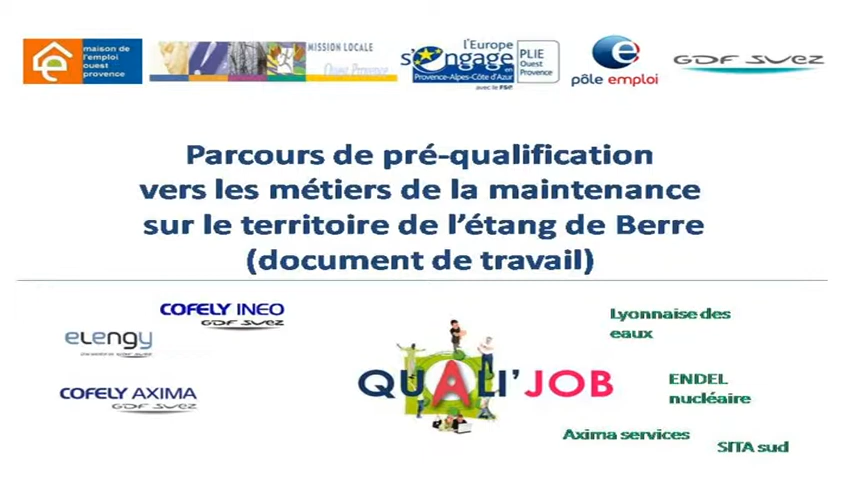 maison de
l'emploi
ouest
provence
MISSION LOCALE
Ouest Provence
l'Europe
s'engage
en
Provence-Alpes-Côte d'Azur
avec le FSE
PLIE
Ouest
Provence
pôle emploi
GDF SUEZ
Parcours de pré-qualification
vers les métiers de la maintenance
sur le territoire de l'étang de Berre
(document de travail)
COFELY INEO
GDF SUEZ
elengy
GDF SUEZ
COFELY AXIMA
GDF SUEZ
QUALI'JOB
Lyonnaise des
eaux
ENDEL
nucléaire
Axima services
SITA sud